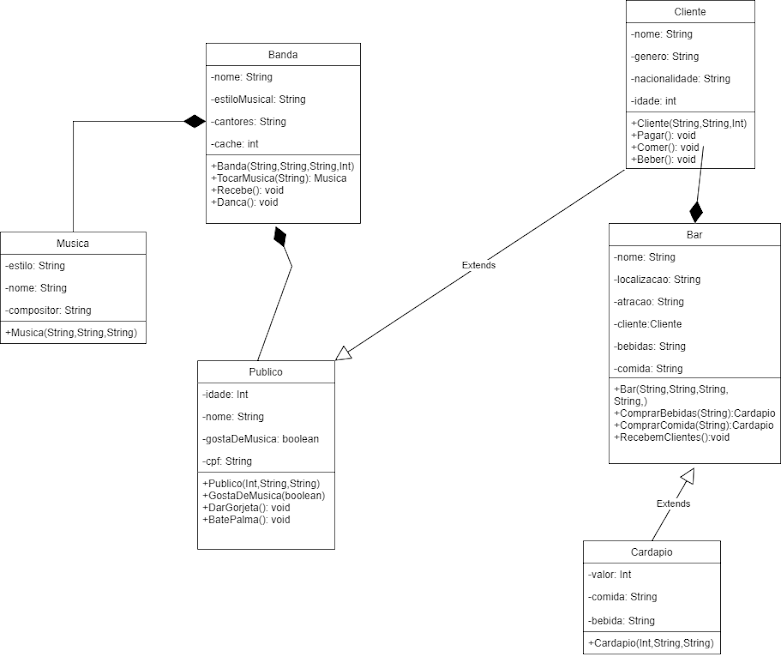 Cliente
-nome: String
-genero: String
-nacionalidade: String
-idade: int
+Cliente(String,String,Int)
+Pagar(): void
+Comer(): void
+Beber(): void
Banda
-nome: String
-estiloMusical: String
-cantores: String
-cache: int
+Banda(String,String,String,Int)
+TocarMusica(String): Musica
+Recebe(): void
+Danca(): void
Musica
-estilo: String
-nome: String
-compositor: String
+Musica(String,String,String)
Extends
Bar
-nome: String
-localizacao: String
-atracao: String
-cliente:Cliente
-bebidas: String
-comida: String
+Bar(String,String,String,
String,)
+ComprarBebidas(String):Cardapio
+ComprarComida(String):Cardapio
+RecebemClientes():void
Publico
-idade: Int
-nome: String
-gostaDeMusica: boolean
-cpf: String
+Publico(Int,String,String)
+GostaDeMusica(boolean)
+DarGorjeta(): void
+BatePalma(): void
Extends
Cardapio
-valor: Int
-comida: String
-bebida: String
+Cardapio(Int,String,String)